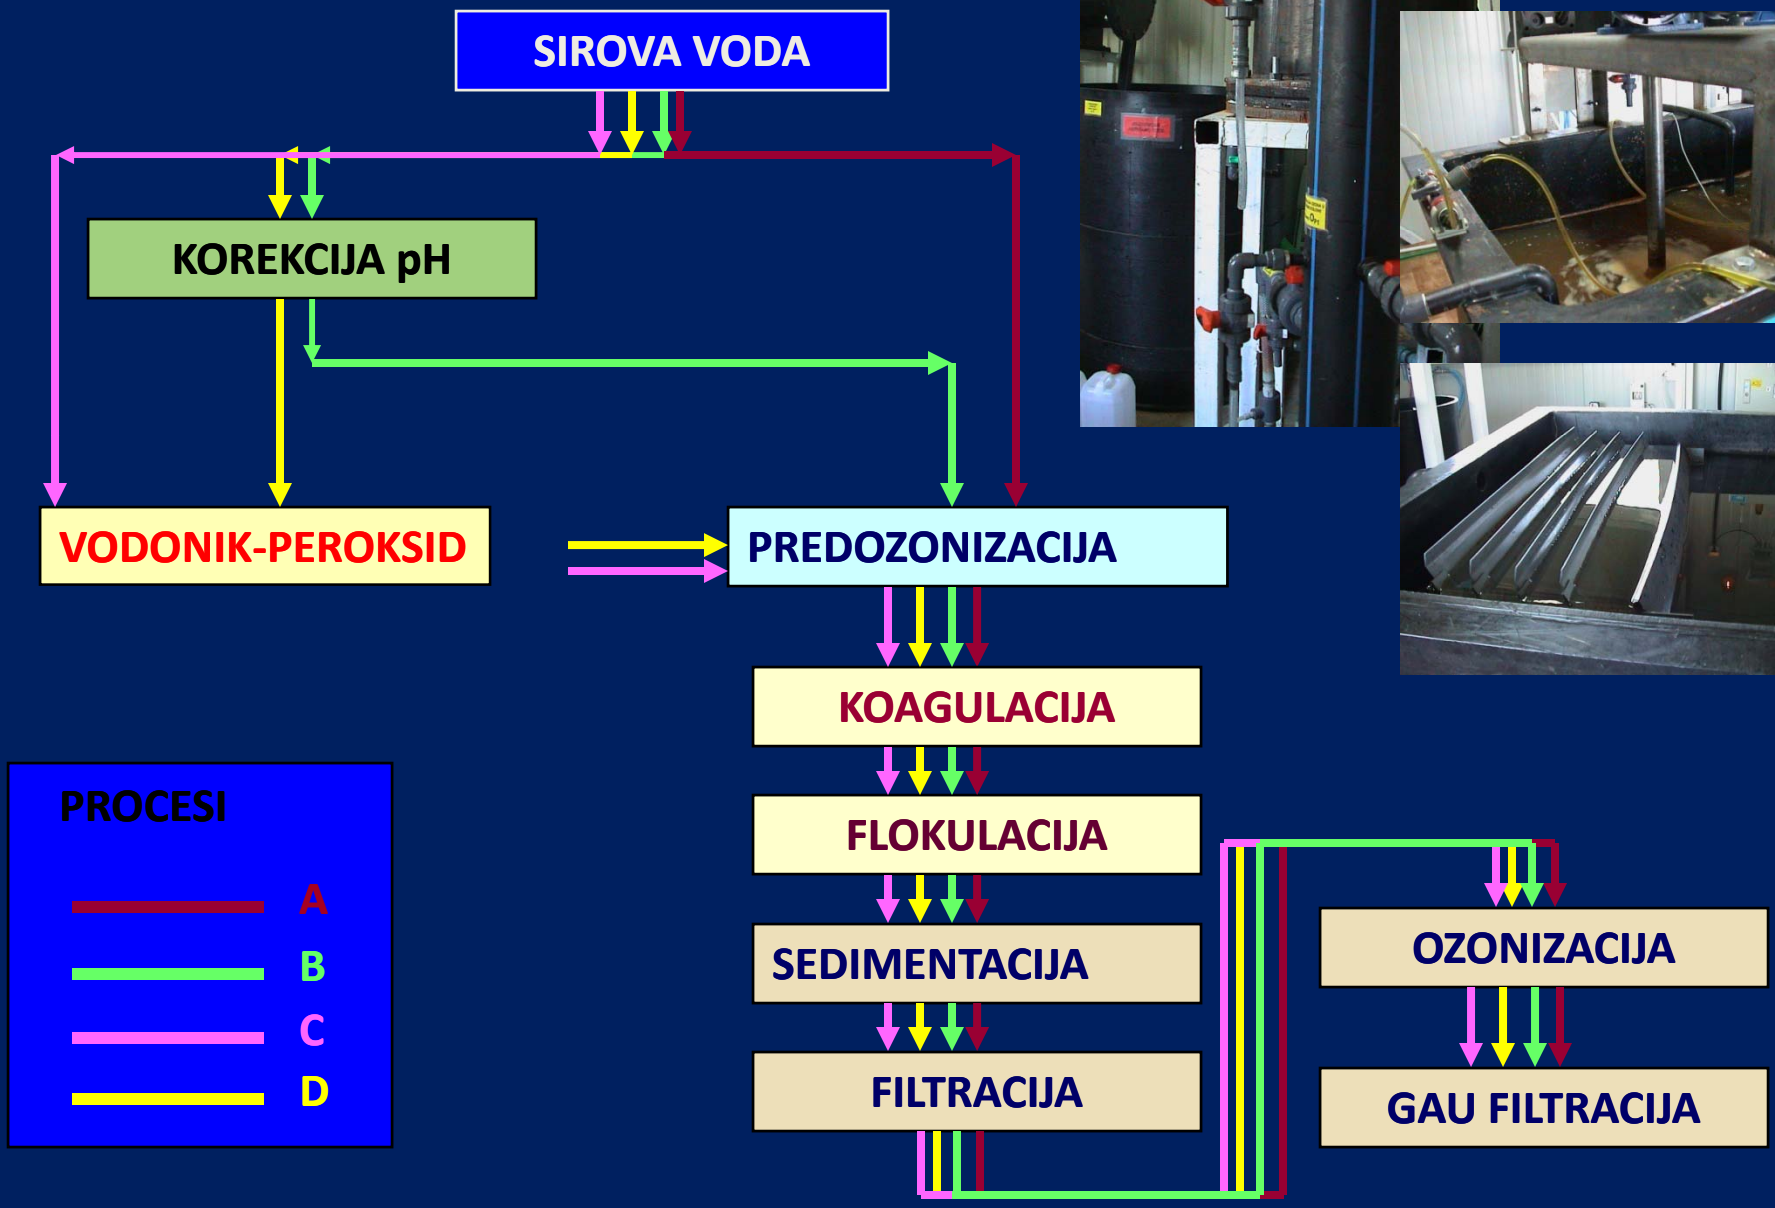 SIROVA VODA
KOREKCIJA pH
VODONIK-PEROKSID
PREDOZONIZACIJA
KOAGULACIJA
FLOKULACIJA
SEDIMENTACIJA
FILTRACIJA
OZONIZACIJA
GAU FILTRACIJA
PROCESI
A
B
C
D